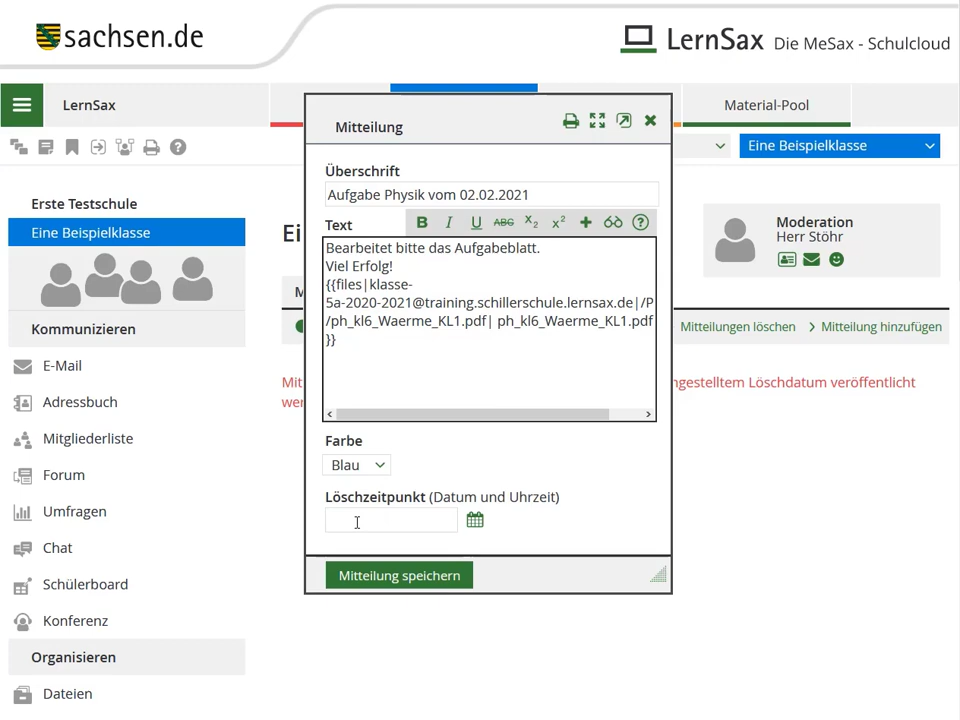 sachsen.de
LernSax Die MeSax - Schulcloud
LernSax
Material-Pool
Eine Beispielklasse
Erste Testschule
Eine Beispielklasse
Kommunizieren
E-Mail
Adressbuch
Mitgliederliste
Forum
Umfragen
Chat
Schülerboard
Konferenz
Organisieren
Dateien
Mitteilung
Überschrift
Aufgabe Physik vom 02.02.2021
Text
B I U ABC X2 x2 + ?
Bearbeitet bitte das Aufgabeblatt.
Viel Erfolg!
{{files|klasse-
5a-2020-2021@training.schillerschule.lernsax.de|/P
/ph_kl6_Waerme_KL1.pdf| ph_kl6_Waerme_KL1.pdf
}}
Farbe
Blau
Löschzeitpunkt (Datum und Uhrzeit)
Mitteilung speichern
Moderation
Herr Stöhr
Mitteilungen löschen > Mitteilung hinzufügen
ngestelltem Löschdatum veröffentlicht